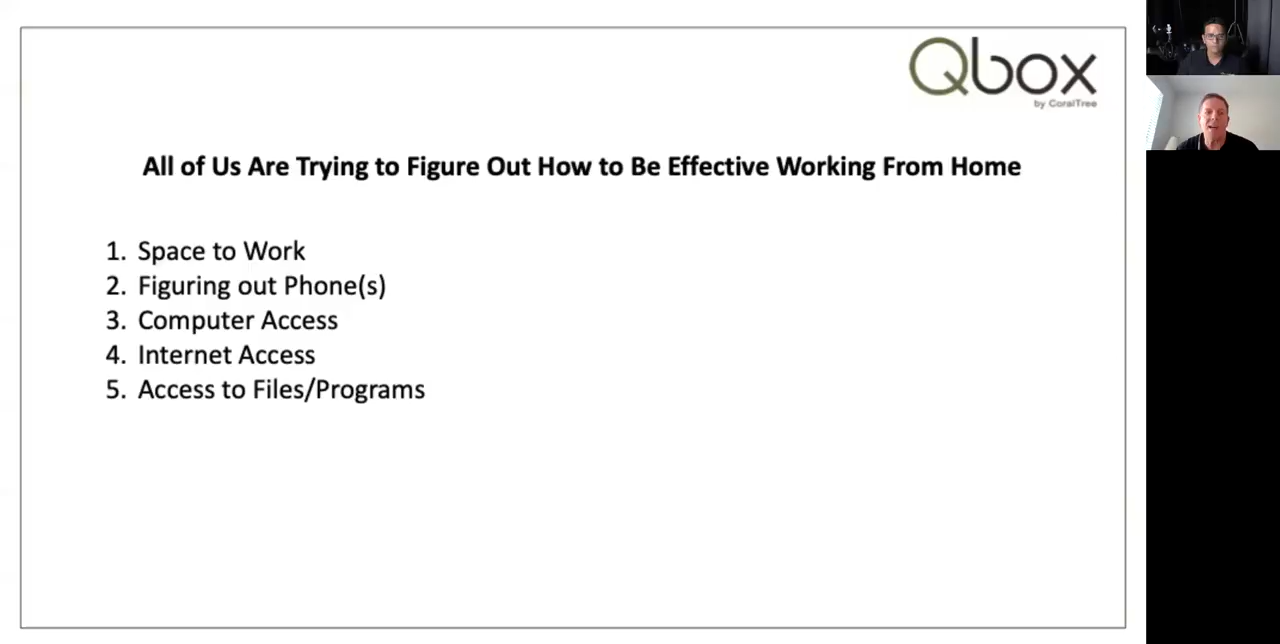 Qbox
by CoralTree
All of Us Are Trying to Figure Out How to Be Effective Working From Home
1. Space to Work
2. Figuring out Phone(s)
3. Computer Access
4. Internet Access
5. Access to Files/Programs